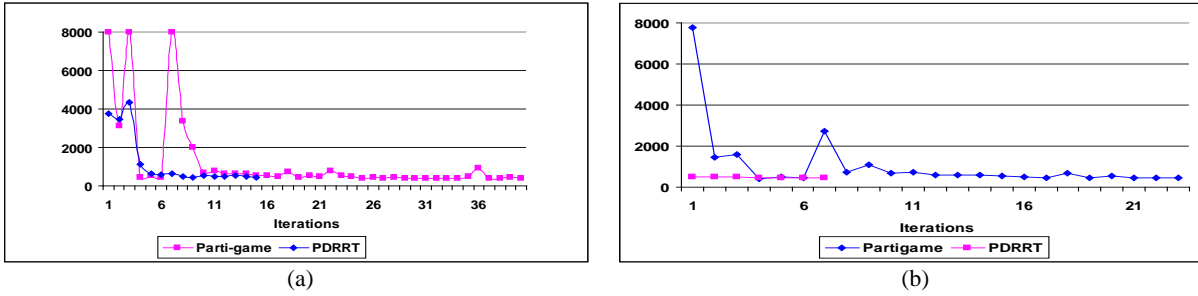 8000
6000
4000
2000
0
1 6 11 16 21 26 31 36
Iterations
Parti-game PDRRT
(a)
8000
6000
4000
2000
0
1 6 11 16 21
Iterations
Partigame PDRRT
(b)